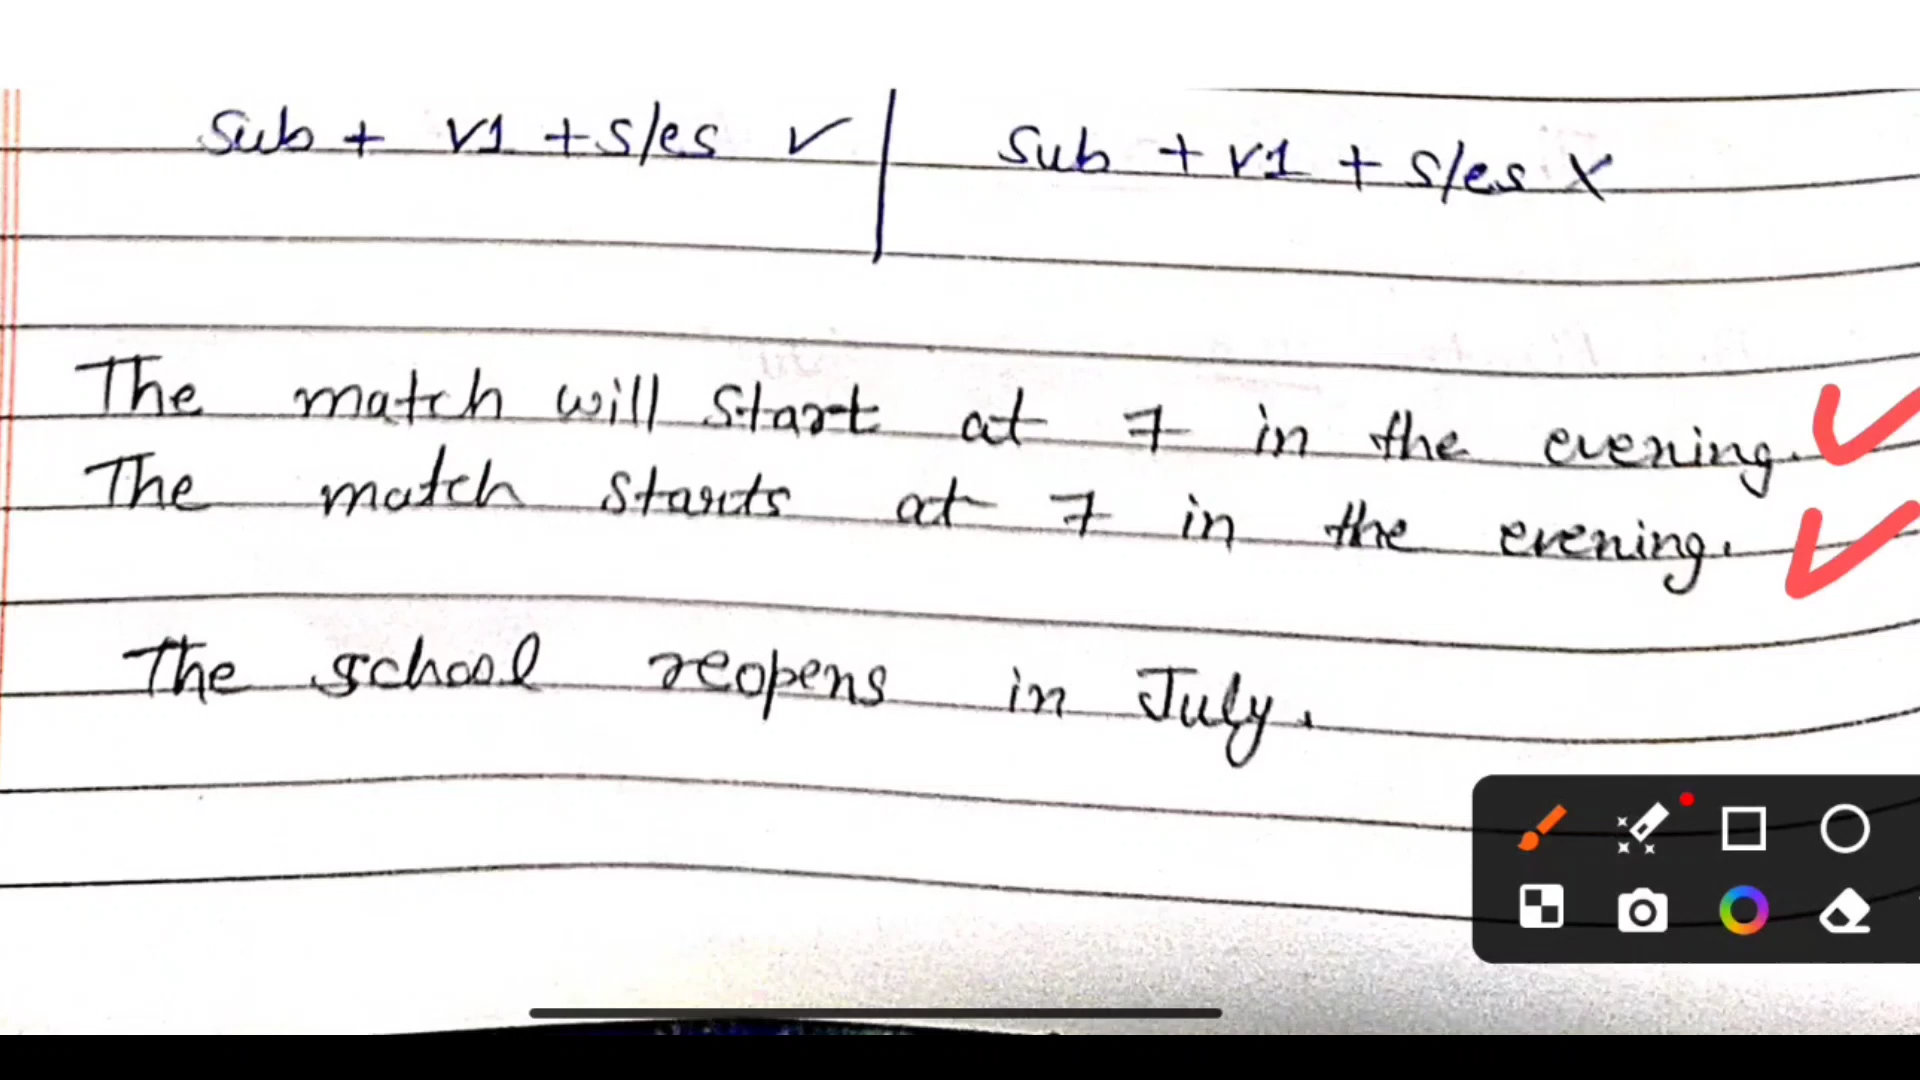 Sub + v1 + s/es ✓ | Sub + v1 + s/es ✗
The match will start at 7 in the evening.
The match starts at 7 in the evening.
The school reopens in July.